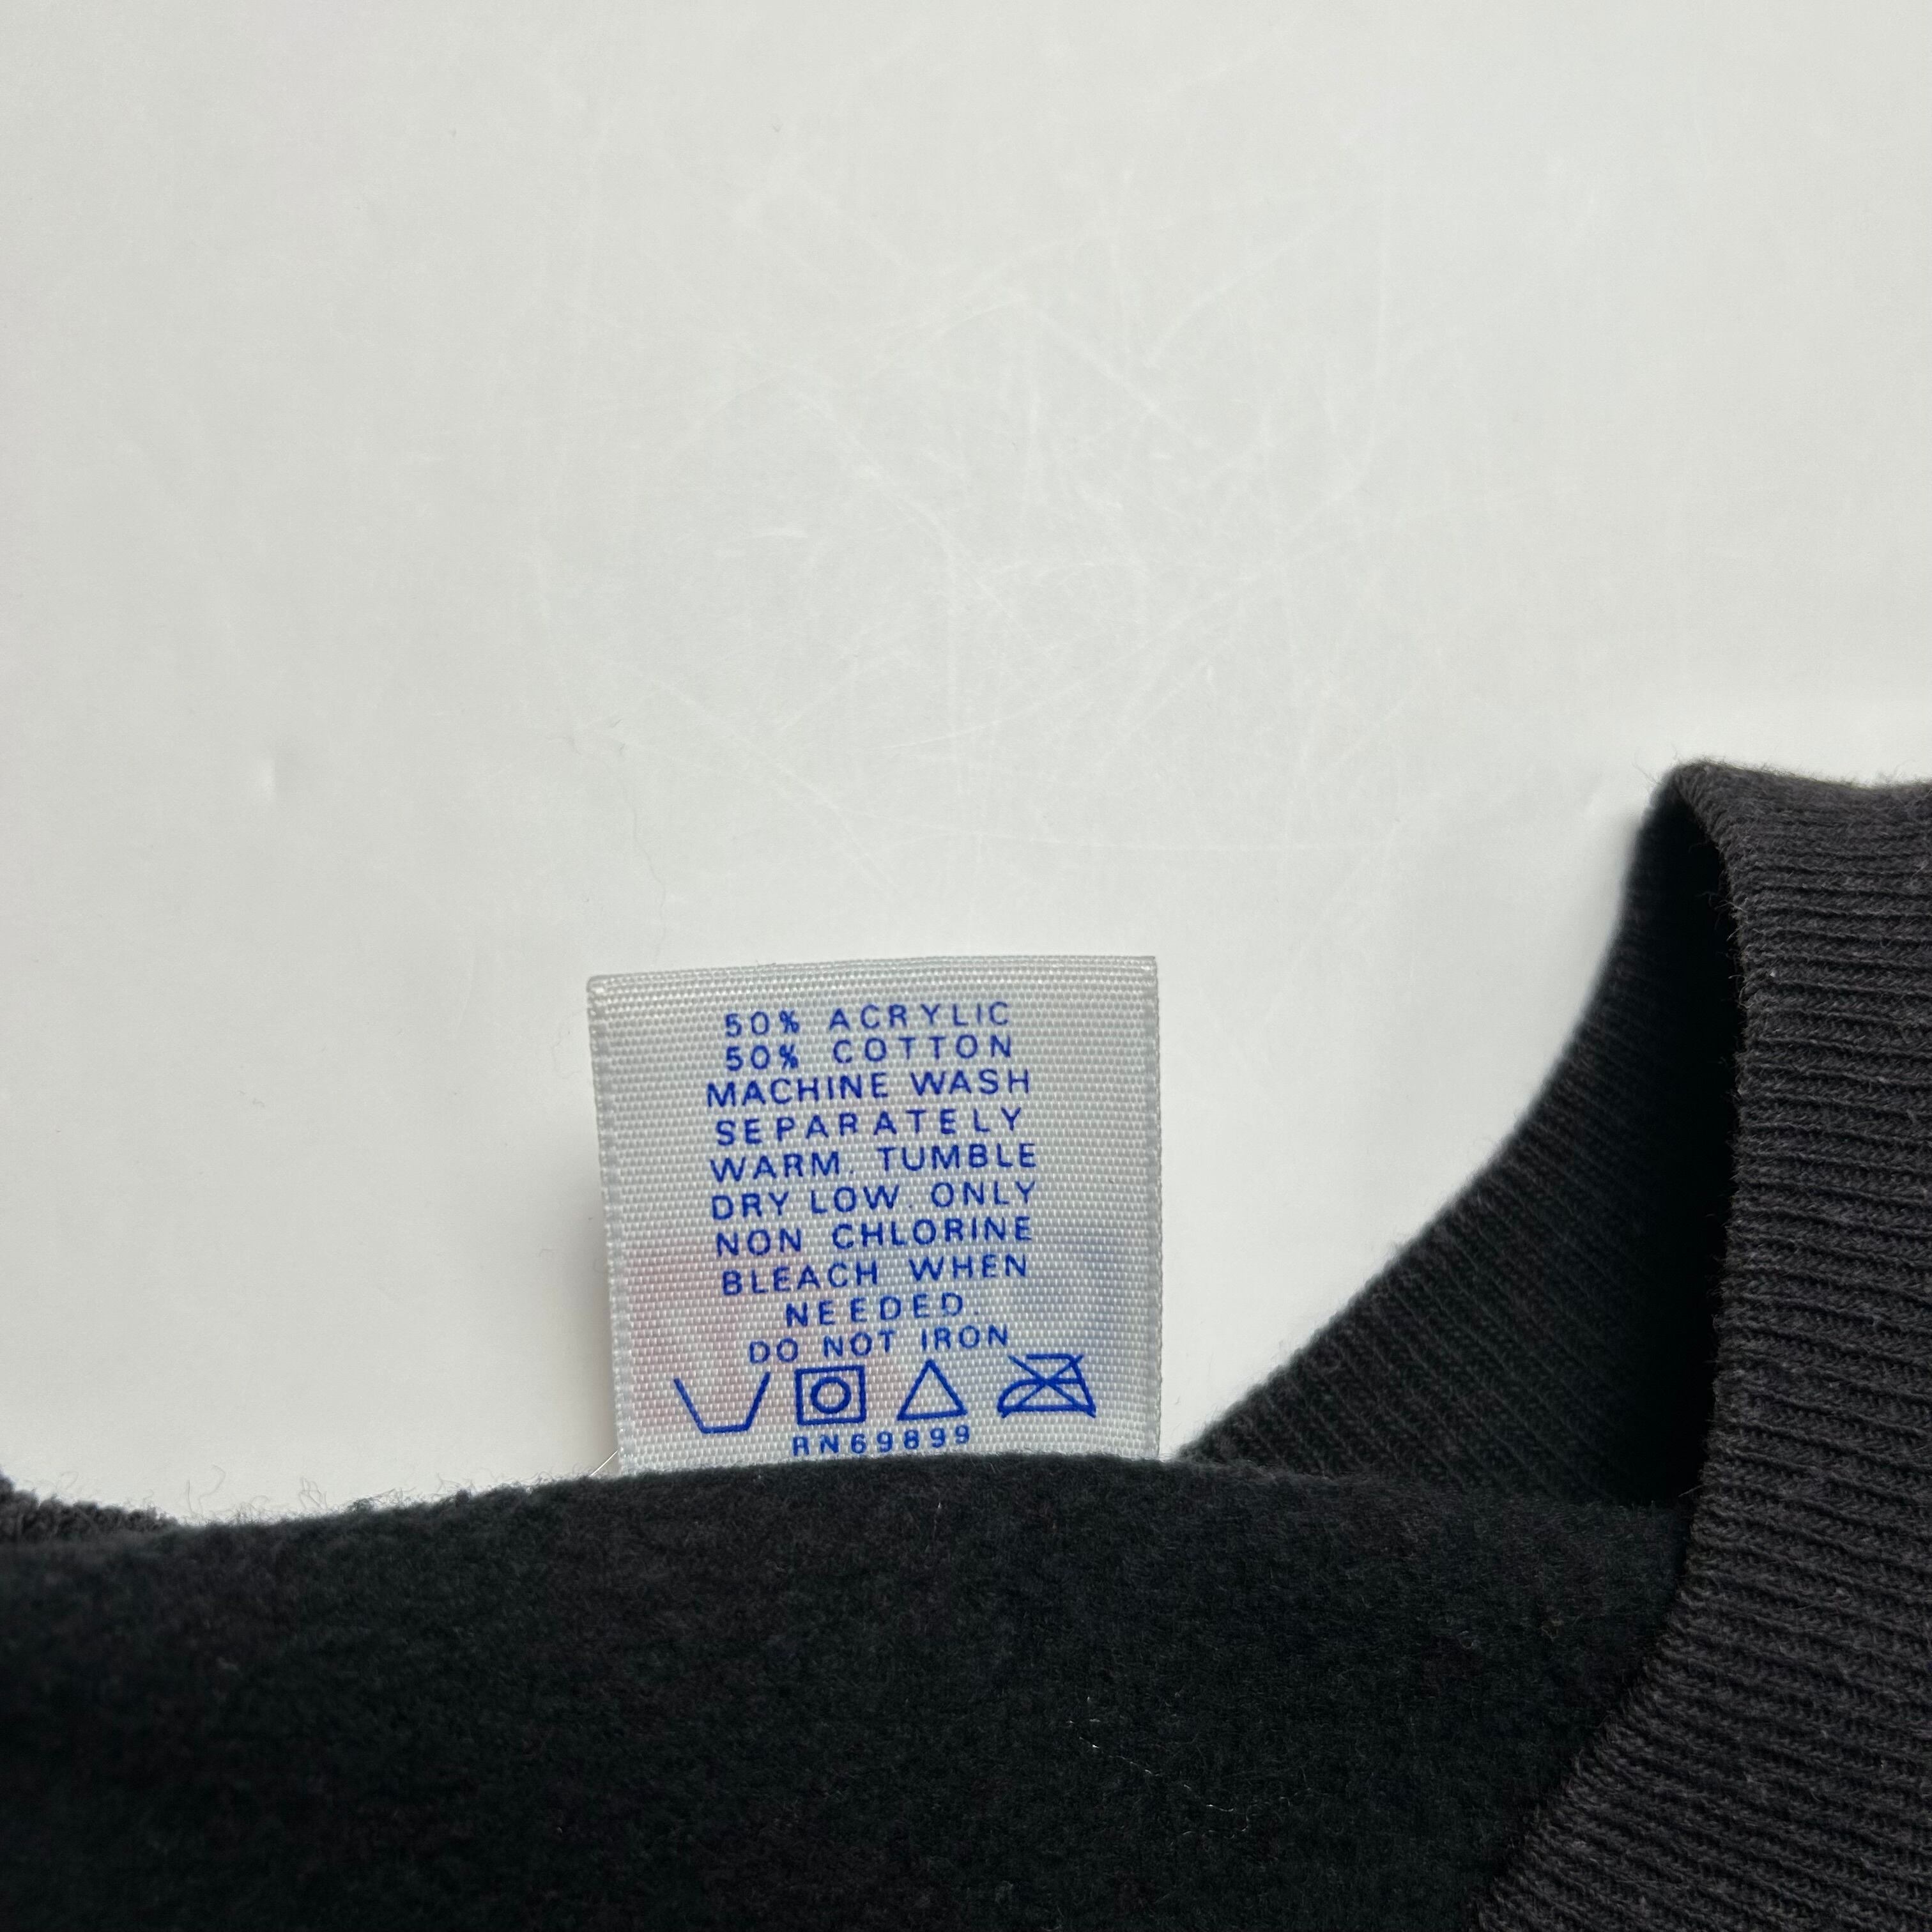 50% ACRYLIC
50% COTTON
MACHINE WASH
SEPARATELY
WARM. TUMBLE
DRY LOW. ONLY
NON CHLORINE
BLEACH WHEN
NEEDED.
DO NOT IRON
RN69899